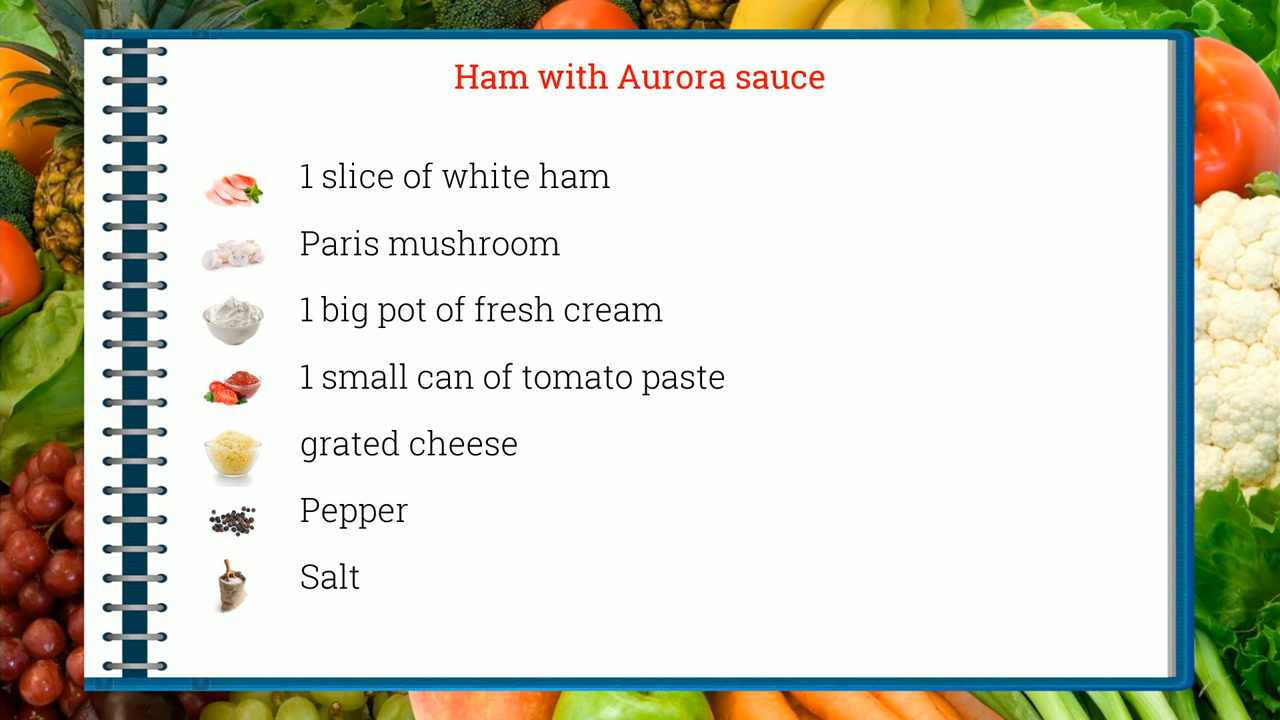 Ham with Aurora sauce
1 slice of white ham
Paris mushroom
1 big pot of fresh cream
1 small can of tomato paste
grated cheese
Pepper
Salt